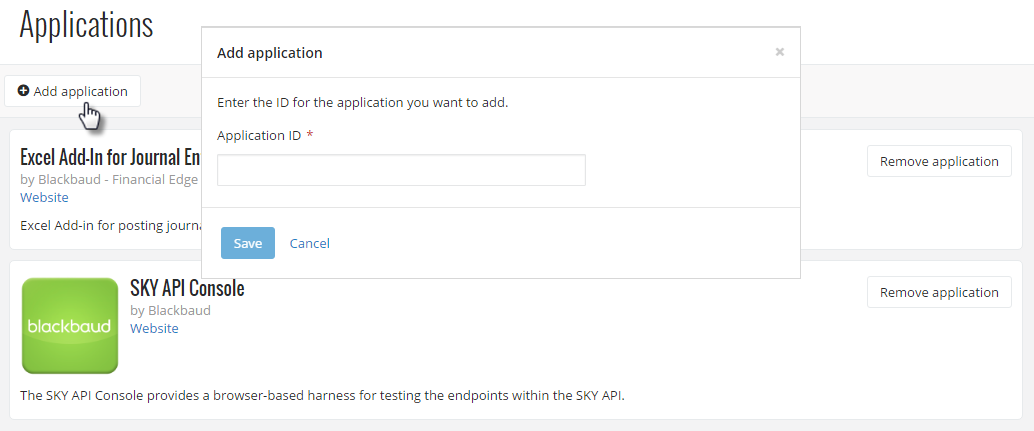 Applications
Add application
Add application
×
Enter the ID for the application you want to add.
Application ID *
Save Cancel
Excel Add-In for Journal En
by Blackbaud - Financial Edge
Website
Excel Add-in for posting journa
Remove application
blackbaud
SKY API Console
by Blackbaud
Website
Remove application
The SKY API Console provides a browser-based harness for testing the endpoints within the SKY API.